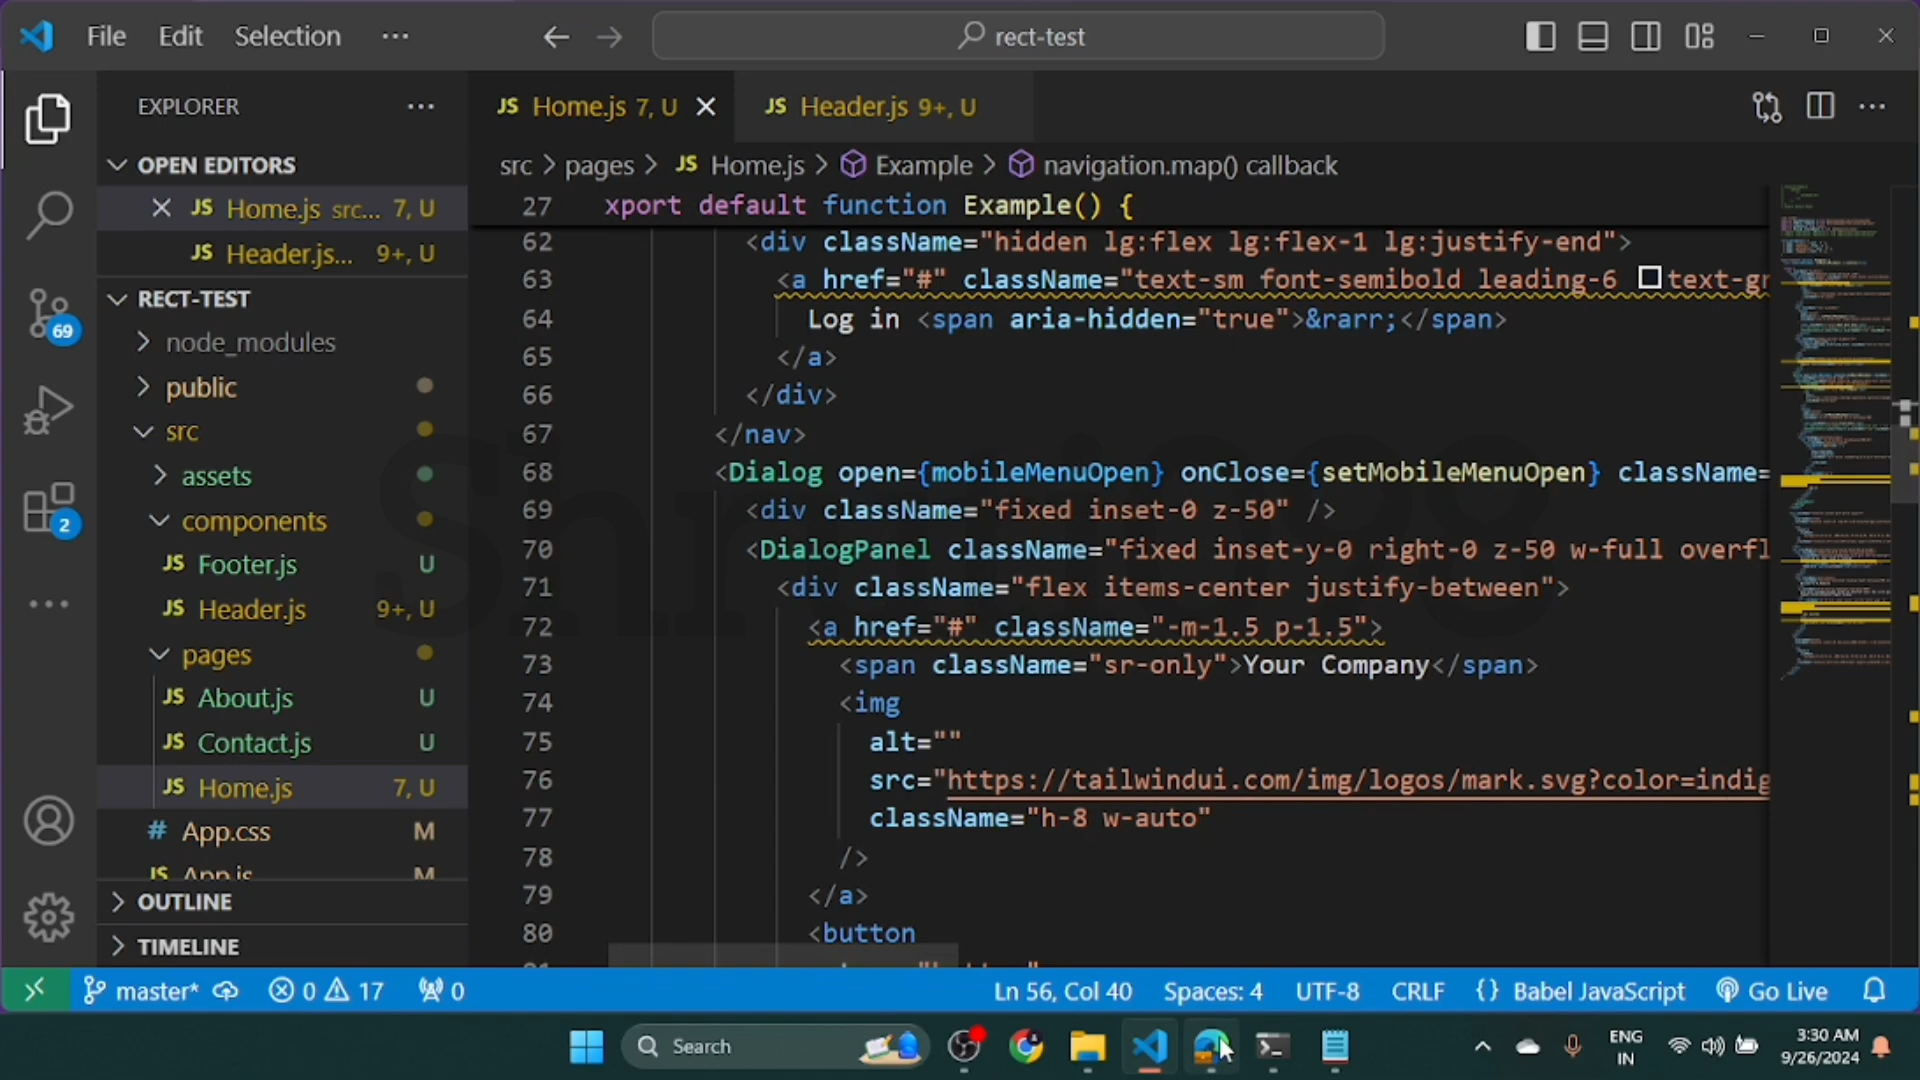 File Edit Selection ··· rect-test
EXPLORER ···
JS Home.js 7, U
JS Header.js 9+, U
OPEN EDITORS
JS Home.js src... 7, U
JS Header.js... 9+, U
RECT-TEST
node_modules
public
src
assets
components
JS Footer.js U
JS Header.js 9+, U
pages
JS About.js U
JS Contact.js U
JS Home.js 7, U
# App.css M
JS App.js M
OUTLINE
TIMELINE
69
2
src > pages > JS Home.js > Example > navigation.map() callback
27 xport default function Example() {
62 <div className="hidden lg:flex lg:flex-1 lg:justify-end">
63 <a href="#" className="text-sm font-semibold leading-6 text-gr
64 Log in <span aria-hidden="true">&rarr;</span>
65 </a>
66 </div>
67 </nav>
68 <Dialog open={mobileMenuOpen} onClose={setMobileMenuOpen} className=
69 <div className="fixed inset-0 z-50" />
70 <DialogPanel className="fixed inset-y-0 right-0 z-50 w-full overfl
71 <div className="flex items-center justify-between">
72 <a href="#" className="-m-1.5 p-1.5">
73 <span className="sr-only">Your Company</span>
74 <img
75 alt=""
76 src="https://tailwindui.com/img/logos/mark.svg?color=indig
77 className="h-8 w-auto"
78 />
79 </a>
80 <button
master* 0 17 0 Ln 56, Col 40 Spaces: 4 UTF-8 CRLF {} Babel JavaScript Go Live
Search
ENG
IN
3:30 AM
9/26/2024